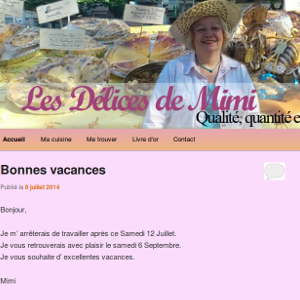 Les Délices de Mimi
Qualité, quantité e
Accueil Ma cuisine Me trouver Livre d'or Contact
Bonnes vacances
Publié le 8 juillet 2014
Bonjour,
Je m' arrêterais de travailler après ce Samedi 12 Juillet.
Je vous retrouverais avec plaisir le samedi 6 Septembre.
Je vous souhaite d' excellentes vacances.
Mimi